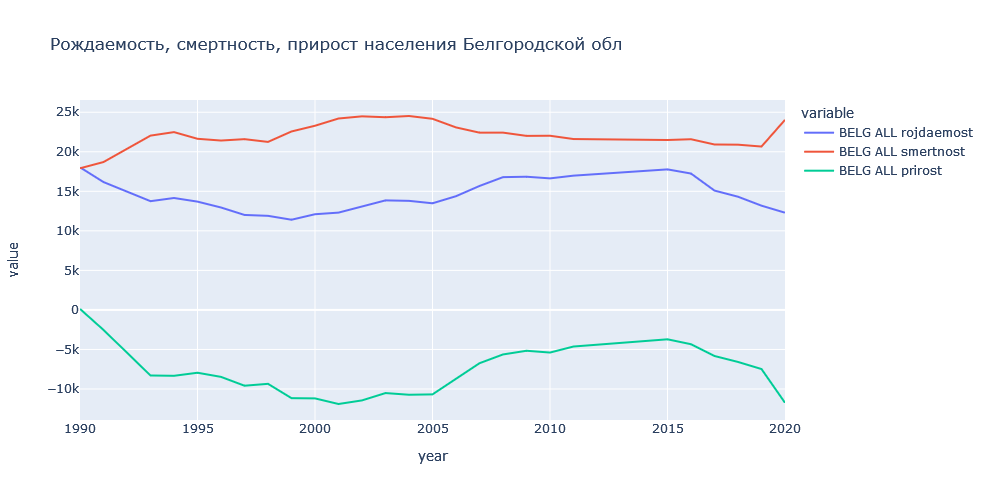 Рождаемость, смертность, прирост населения Белгородской обл
variable
BELG ALL rojdaemost
BELG ALL smertnost
BELG ALL prirost
value
25k
20k
15k
10k
5k
0
−5k
−10k
1990 1995 2000 2005 2010 2015 2020
year